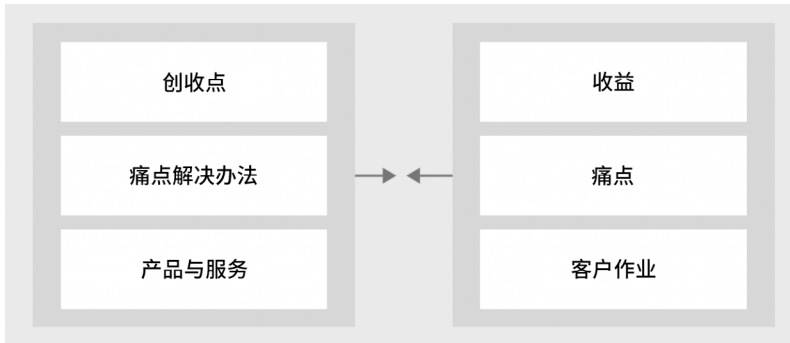 创收点
痛点解决办法
产品与服务
收益
痛点
客户作业